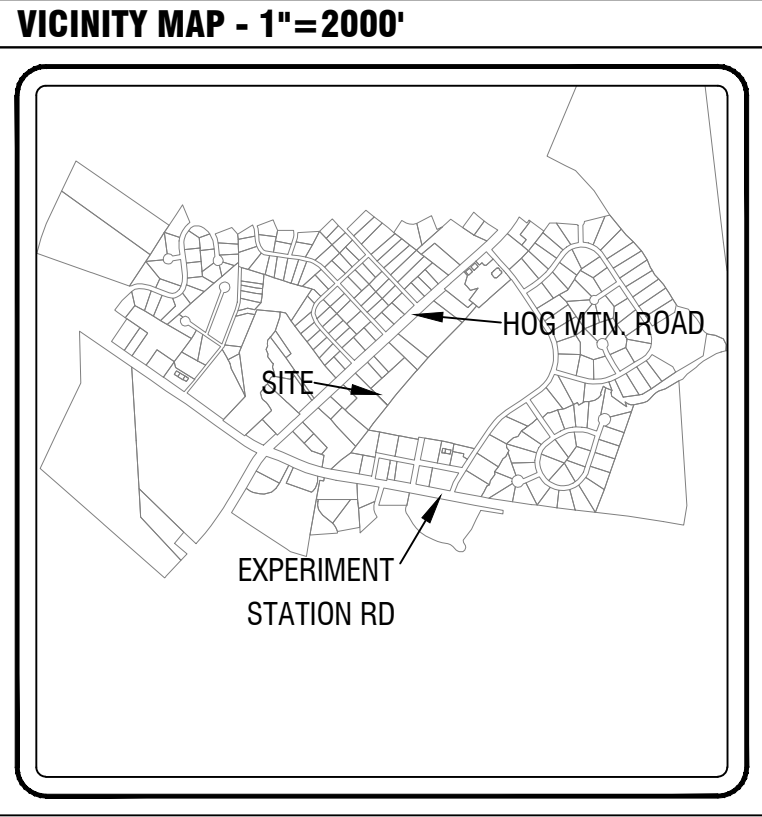 VICINITY MAP - 1"=2000'
HOG MTN. ROAD
SITE
EXPERIMENT
STATION RD